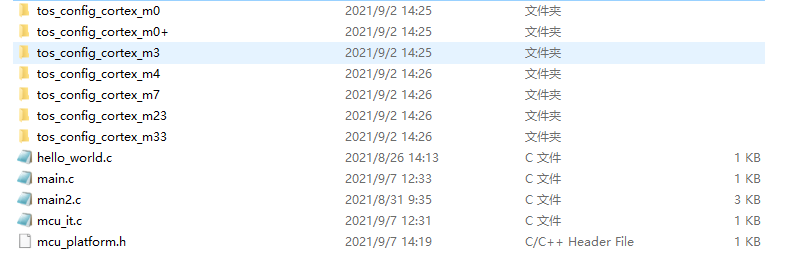 tos_config_cortex_m0 2021/9/2 14:25 文件夹
tos_config_cortex_m0+ 2021/9/2 14:25 文件夹
tos_config_cortex_m3 2021/9/2 14:25 文件夹
tos_config_cortex_m4 2021/9/2 14:26 文件夹
tos_config_cortex_m7 2021/9/2 14:26 文件夹
tos_config_cortex_m23 2021/9/2 14:26 文件夹
tos_config_cortex_m33 2021/9/2 14:26 文件夹
hello_world.c 2021/8/26 14:13 C 文件 1 KB
main.c 2021/9/7 12:33 C 文件 1 KB
main2.c 2021/8/31 9:35 C 文件 3 KB
mcu_it.c 2021/9/7 12:31 C 文件 1 KB
mcu_platform.h 2021/9/7 14:19 C/C++ Header File 1 KB